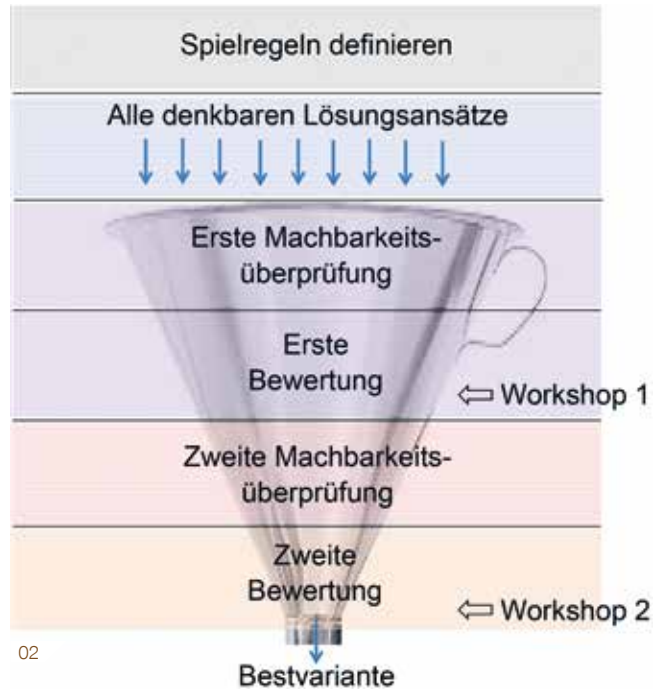 Spielregeln definieren
Alle denkbaren Lösungsansätze
Erste Machbarkeits-
überprüfung
Erste
Bewertung
Workshop 1
Zweite Machbarkeits-
überprüfung
Zweite
Bewertung
Workshop 2
02
Bestvariante